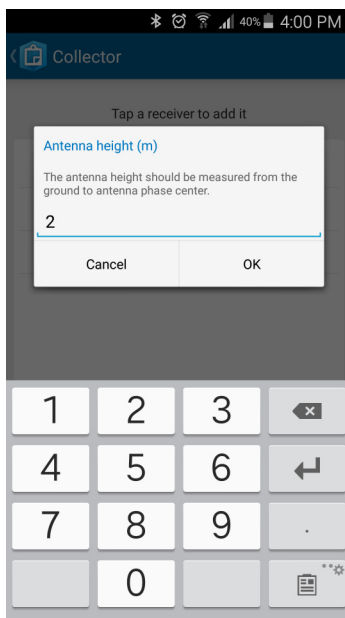 40% 4:00 PM
Collector
Tap a receiver to add it
Antenna height (m)
The antenna height should be measured from the
ground to antenna phase center.
2
Cancel OK
1 2 3
4 5 6
7 8 9 .
0